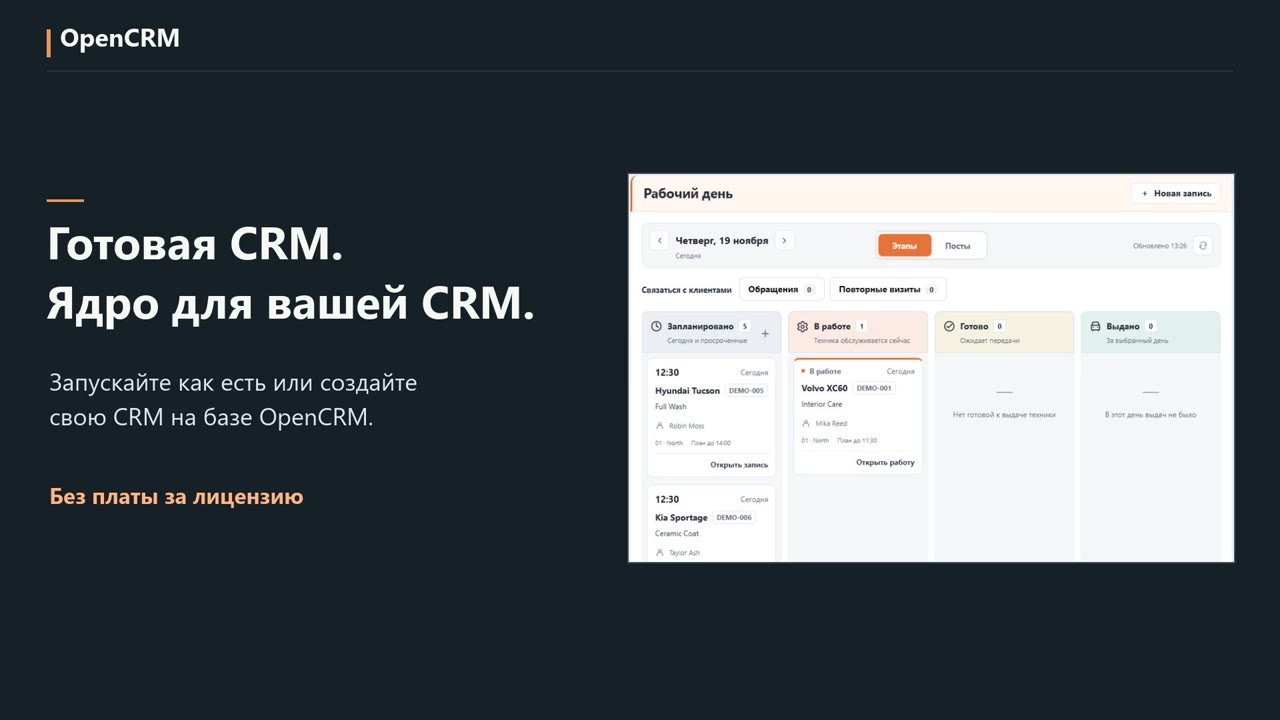 OpenCRM
Готовая CRM.
Ядро для вашей CRM.
Запускайте как есть или создайте
свою CRM на базе OpenCRM.
Без платы за лицензию
Рабочий день
+ Новая запись
Четверг, 19 ноября
Сегодня
Этапы
Посты
Обновлено 13:26
Связаться с клиентами
Обращения 0
Повторные визиты 0
Запланировано 5
Сегодня и просроченные
12:30 Сегодня
Hyundai Tucson DEMO-005
Full Wash
Robin Moss
01 · North План до 14:00
Открыть запись
12:30 Сегодня
Kia Sportage DEMO-006
Ceramic Coat
Taylor Ash
В работе 1
Техника обслуживается сейчас
В работе Сегодня
Volvo XC60 DEMO-001
Interior Care
Mika Reed
01 · North План до 11:30
Открыть работу
Готово 0
Ожидает передачи
Нет готовой к выдаче техники
Выдано 0
За выбранный день
В этот день выдач не было